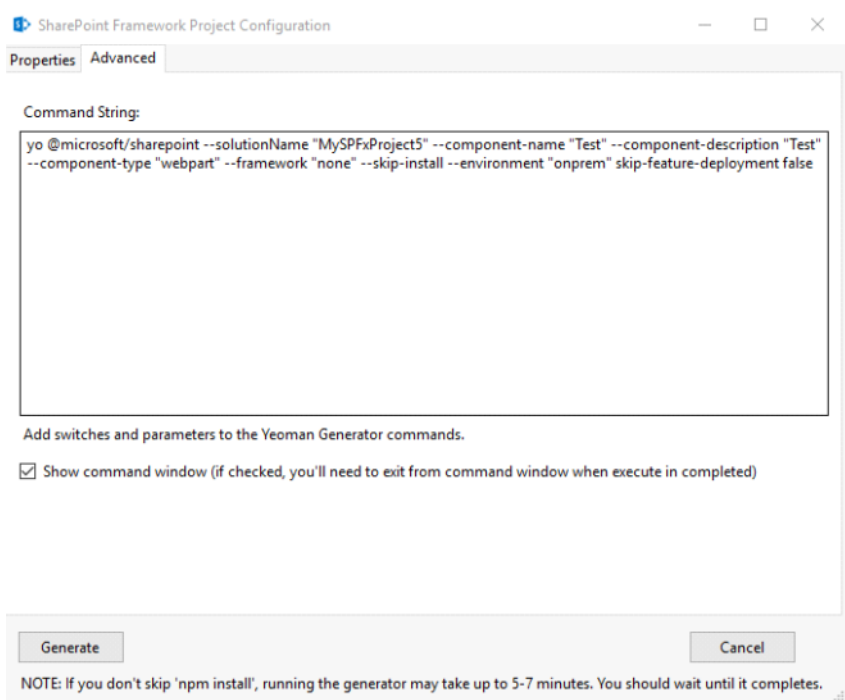 SharePoint Framework Project Configuration
Properties Advanced
Command String:
yo @microsoft/sharepoint --solutionName "MySPFxProject5" --component-name "Test" --component-description "Test"
--component-type "webpart" --framework "none" --skip-install --environment "onprem" skip-feature-deployment false
Add switches and parameters to the Yeoman Generator commands.
Show command window (if checked, you'll need to exit from command window when execute in completed)
Generate Cancel
NOTE: If you don't skip 'npm install', running the generator may take up to 5-7 minutes. You should wait until it completes.